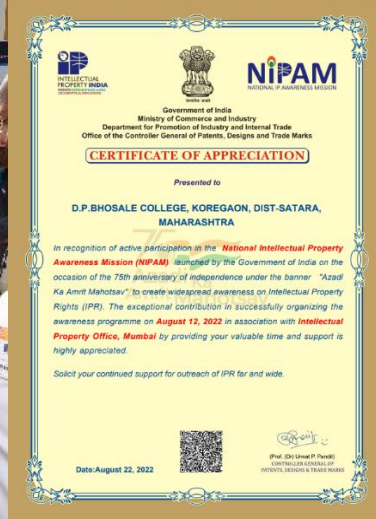 INTELLECTUAL
PROPERTY INDIA
सत्यमेव जयते
NiPAM
NATIONAL IP AWARENESS MISSION
Government of India
Ministry of Commerce and Industry
Department for Promotion of Industry and Internal Trade
Office of the Controller General of Patents, Designs and Trade Marks
CERTIFICATE OF APPRECIATION
Presented to
D.P.BHOSALE COLLEGE, KOREGAON, DIST-SATARA,
MAHARASHTRA
In recognition of active participation in the National Intellectual Property
Awareness Mission (NIPAM) launched by the Government of India on the
occasion of the 75th anniversary of independence under the banner "Azadi
Ka Amrit Mahotsav", to create widespread awareness on Intellectual Property
Rights (IPR). The exceptional contribution in successfully organizing the
awareness programme on August 12, 2022 in association with Intellectual
Property Office, Mumbai by providing your valuable time and support is
highly appreciated.
Solicit your continued support for outreach of IPR far and wide.
(Prof. (Dr) Unnat P. Pandit)
CONTROLLER GENERAL OF
PATENTS, DESIGNS & TRADE MARKS
Date:August 22, 2022